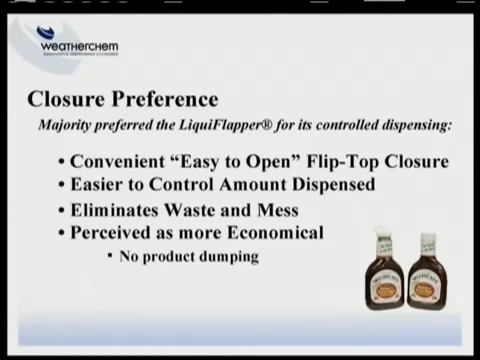 weatherchem
Closure Preference
Majority preferred the LiquiFlapper® for its controlled dispensing:
• Convenient “Easy to Open” Flip-Top Closure
• Easier to Control Amount Dispensed
• Eliminates Waste and Mess
• Perceived as more Economical
▪ No product dumping